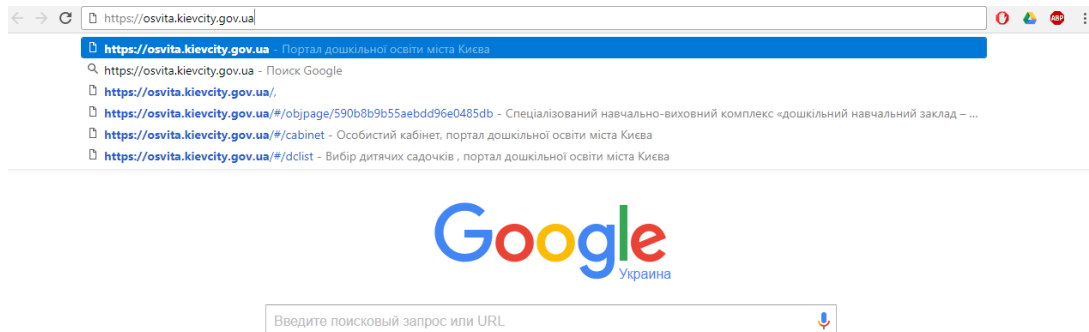 https://osvita.kievcity.gov.ua
ABP
https://osvita.kievcity.gov.ua - Портал дошкільної освіти міста Києва
https://osvita.kievcity.gov.ua - Поиск Google
https://osvita.kievcity.gov.ua/,
https://osvita.kievcity.gov.ua/#/objpage/590b8b9b55aebdd96e0485db - Спеціалізований навчально-виховний комплекс «дошкільний навчальний заклад – ...
https://osvita.kievcity.gov.ua/#/cabinet - Особистий кабінет, портал дошкільної освіти міста Києва
https://osvita.kievcity.gov.ua/#/dclist - Вибір дитячих садочків , портал дошкільної освіти міста Києва
Google
Украина
Введите поисковый запрос или URL